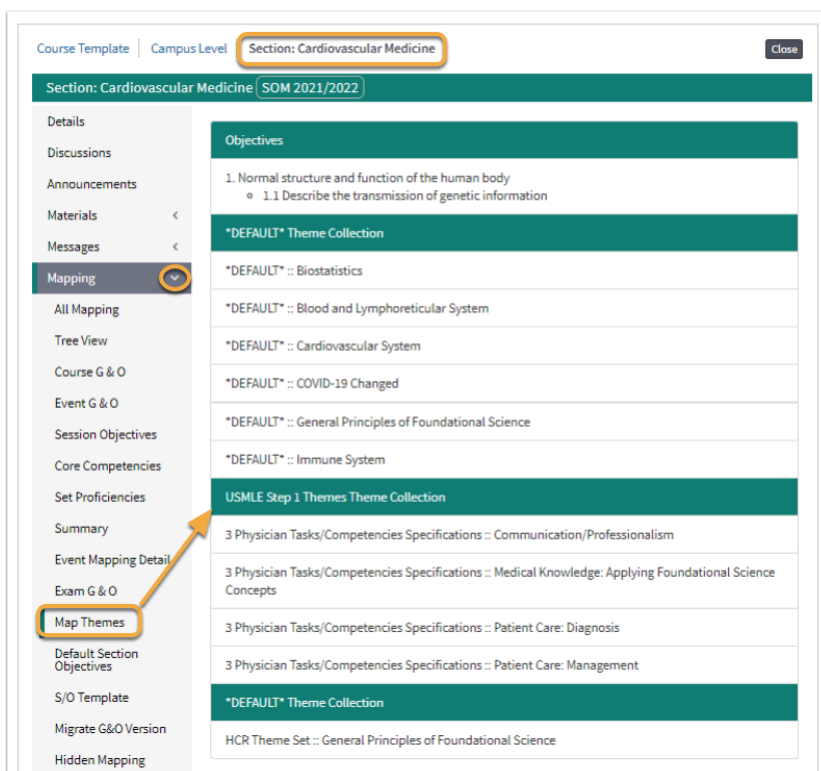 Course Template
Campus Level
Section: Cardiovascular Medicine
Close
Section: Cardiovascular Medicine SOM 2021/2022
Details
Discussions
Announcements
Materials
Messages
Mapping
All Mapping
Tree View
Course G & O
Event G & O
Session Objectives
Core Competencies
Set Proficiencies
Summary
Event Mapping Detail
Exam G & O
Map Themes
Default Section
Objectives
S/O Template
Migrate G&O Version
Hidden Mapping
Objectives
1. Normal structure and function of the human body
1.1 Describe the transmission of genetic information
*DEFAULT* Theme Collection
*DEFAULT* :: Biostatistics
*DEFAULT* :: Blood and Lymphoreticular System
*DEFAULT* :: Cardiovascular System
*DEFAULT* :: COVID-19 Changed
*DEFAULT* :: General Principles of Foundational Science
*DEFAULT* :: Immune System
USMLE Step 1 Themes Theme Collection
3 Physician Tasks/Competencies Specifications :: Communication/Professionalism
3 Physician Tasks/Competencies Specifications :: Medical Knowledge: Applying Foundational Science
Concepts
3 Physician Tasks/Competencies Specifications :: Patient Care: Diagnosis
3 Physician Tasks/Competencies Specifications :: Patient Care: Management
*DEFAULT* Theme Collection
HCR Theme Set :: General Principles of Foundational Science